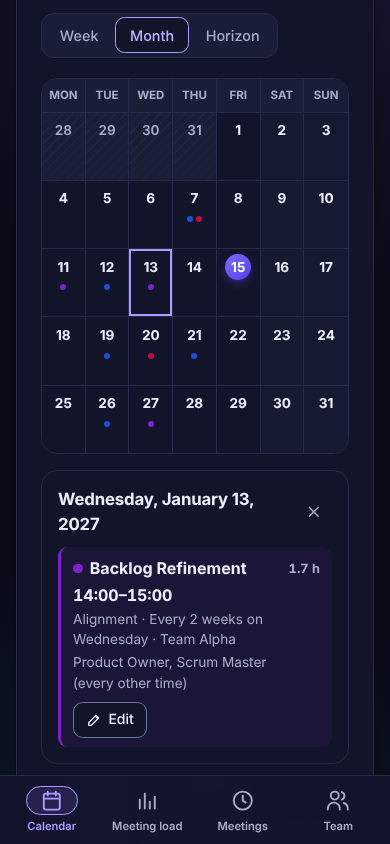 Week Month Horizon
MON TUE WED THU FRI SAT SUN
28 29 30 31 1 2 3
4 5 6 7 8 9 10
11 12 13 14 15 16 17
18 19 20 21 22 23 24
25 26 27 28 29 30 31
Wednesday, January 13,
2027
Backlog Refinement 1.7 h
14:00–15:00
Alignment · Every 2 weeks on
Wednesday · Team Alpha
Product Owner, Scrum Master
(every other time)
Edit
Calendar Meeting load Meetings Team